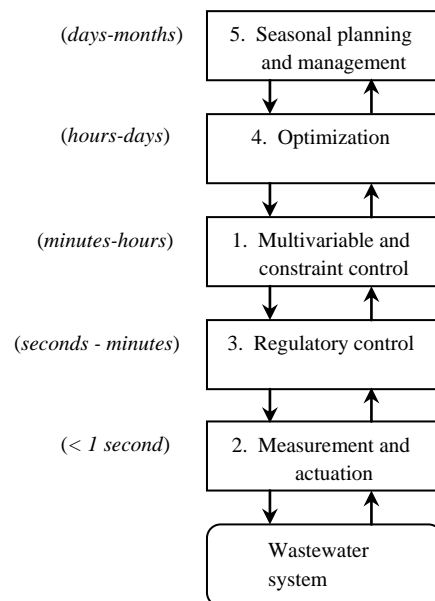 (days-months)
5. Seasonal planning
and management
(hours-days)
4. Optimization
(minutes-hours)
1. Multivariable and
constraint control
(seconds - minutes)
3. Regulatory control
(< 1 second)
2. Measurement and
actuation
Wastewater
system